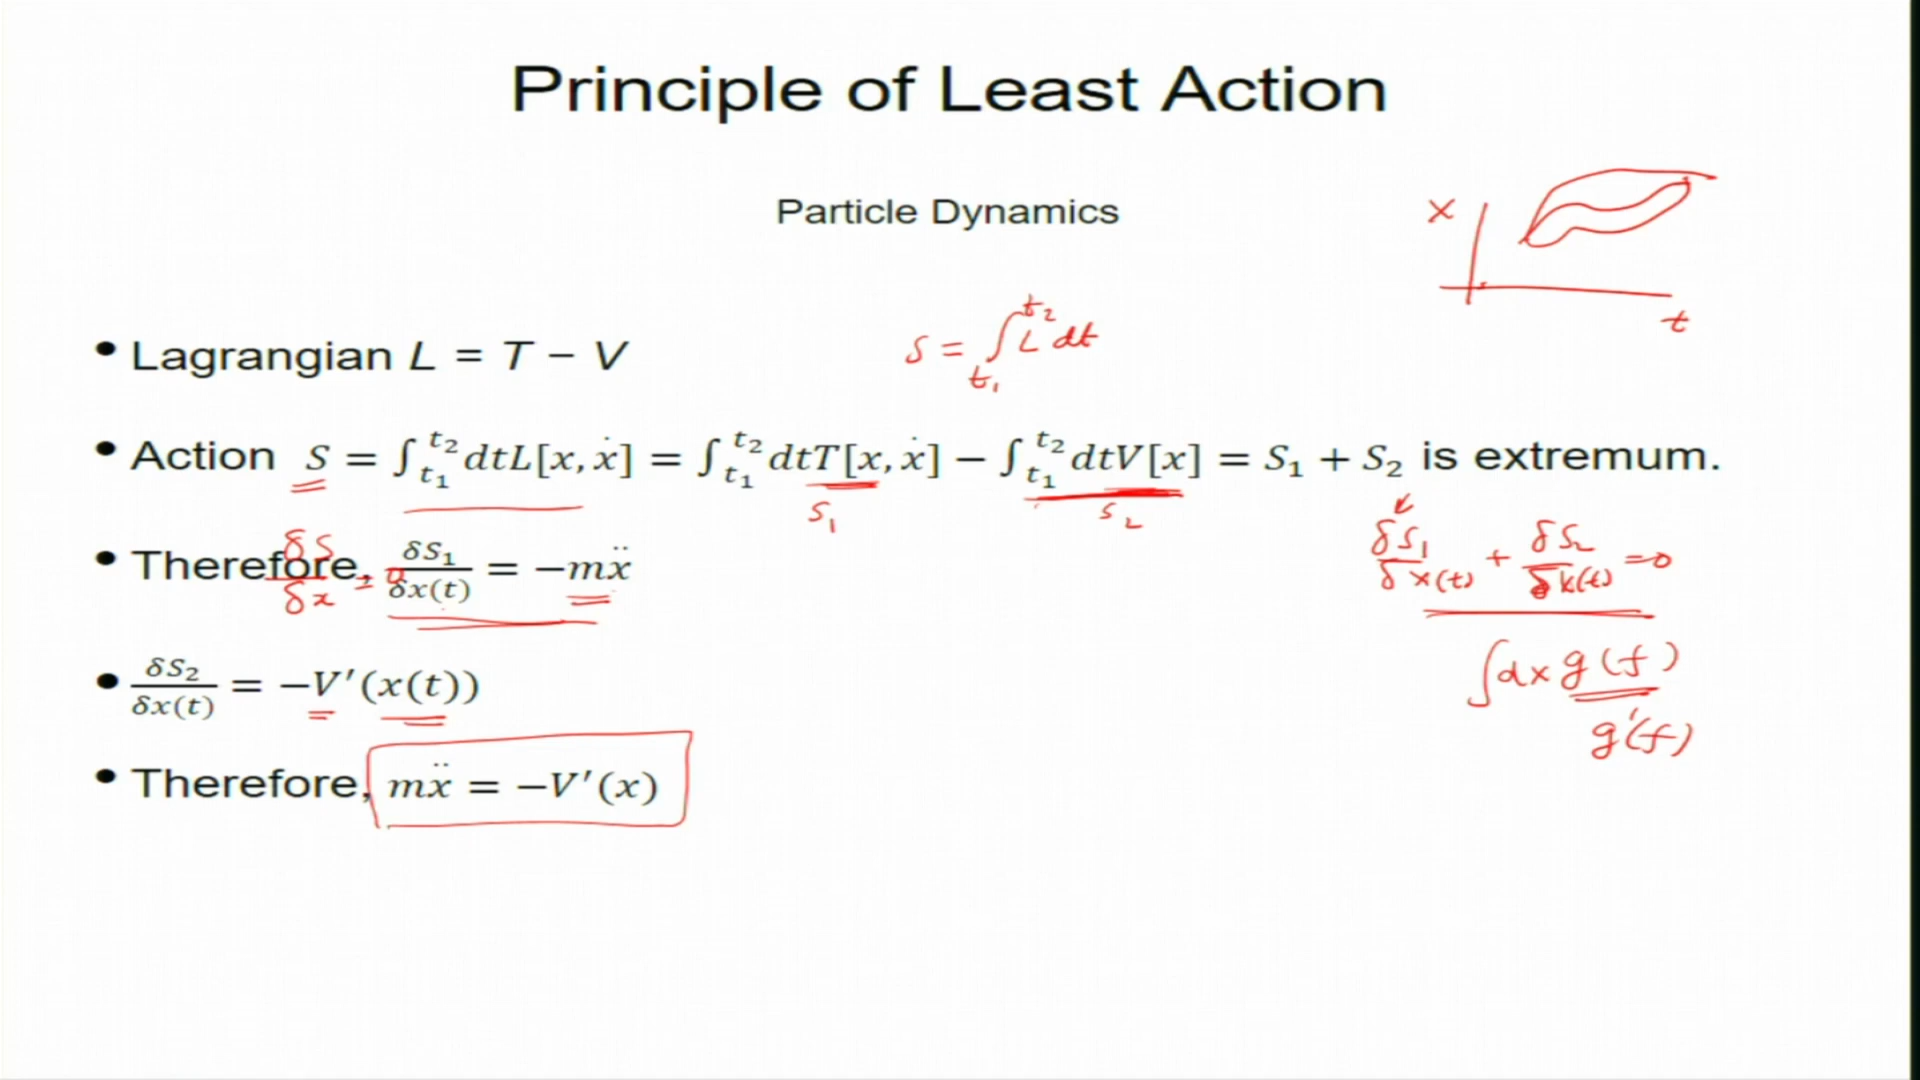 Principle of Least Action
Particle Dynamics
x
t
• Lagrangian L = T − V
S = ∫_{t₁}^{t₂} L dt
• Action S = ∫_{t₁}^{t₂} dtL[x, ẋ] = ∫_{t₁}^{t₂} dtT[x, ẋ] − ∫_{t₁}^{t₂} dtV[x] = S₁ + S₂ is extremum.
S₁
S₂
δS/δx = 0
• Therefore, δS₁/δx(t) = −mẍ
δS₁/δx(t) + δS₂/δx(t) = 0
∫dx g(f)
• δS₂/δx(t) = −V′(x(t))
g′(f)
• Therefore, mẍ = −V′(x)